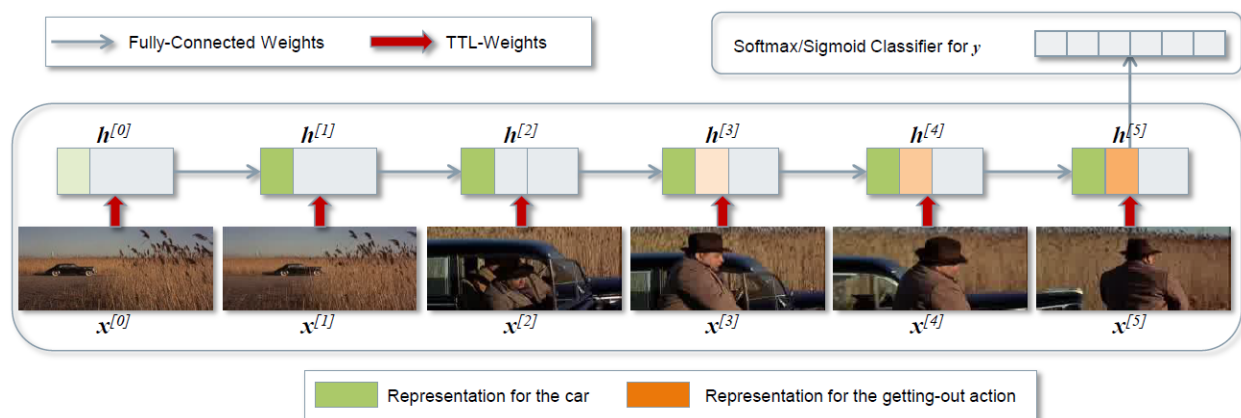 Fully-Connected Weights
TTL-Weights
Softmax/Sigmoid Classifier for y
h[0] h[1] h[2] h[3] h[4] h[5]
x[0] x[1] x[2] x[3] x[4] x[5]
Representation for the car
Representation for the getting-out action